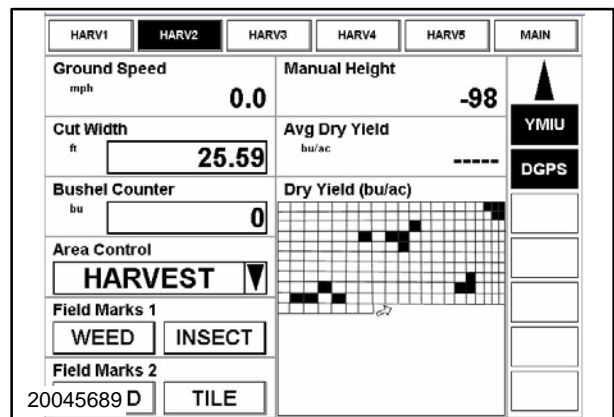 HARV1 HARV2 HARV3 HARV4 HARV5 MAIN
Ground Speed
mph
0.0
Manual Height
-98
YMIU
Cut Width
ft
25.59
Avg Dry Yield
bu/ac
-----
DGPS
Bushel Counter
bu
0
Dry Yield (bu/ac)
Area Control
HARVEST
Field Marks 1
WEED INSECT
Field Marks 2
D TILE
20045689